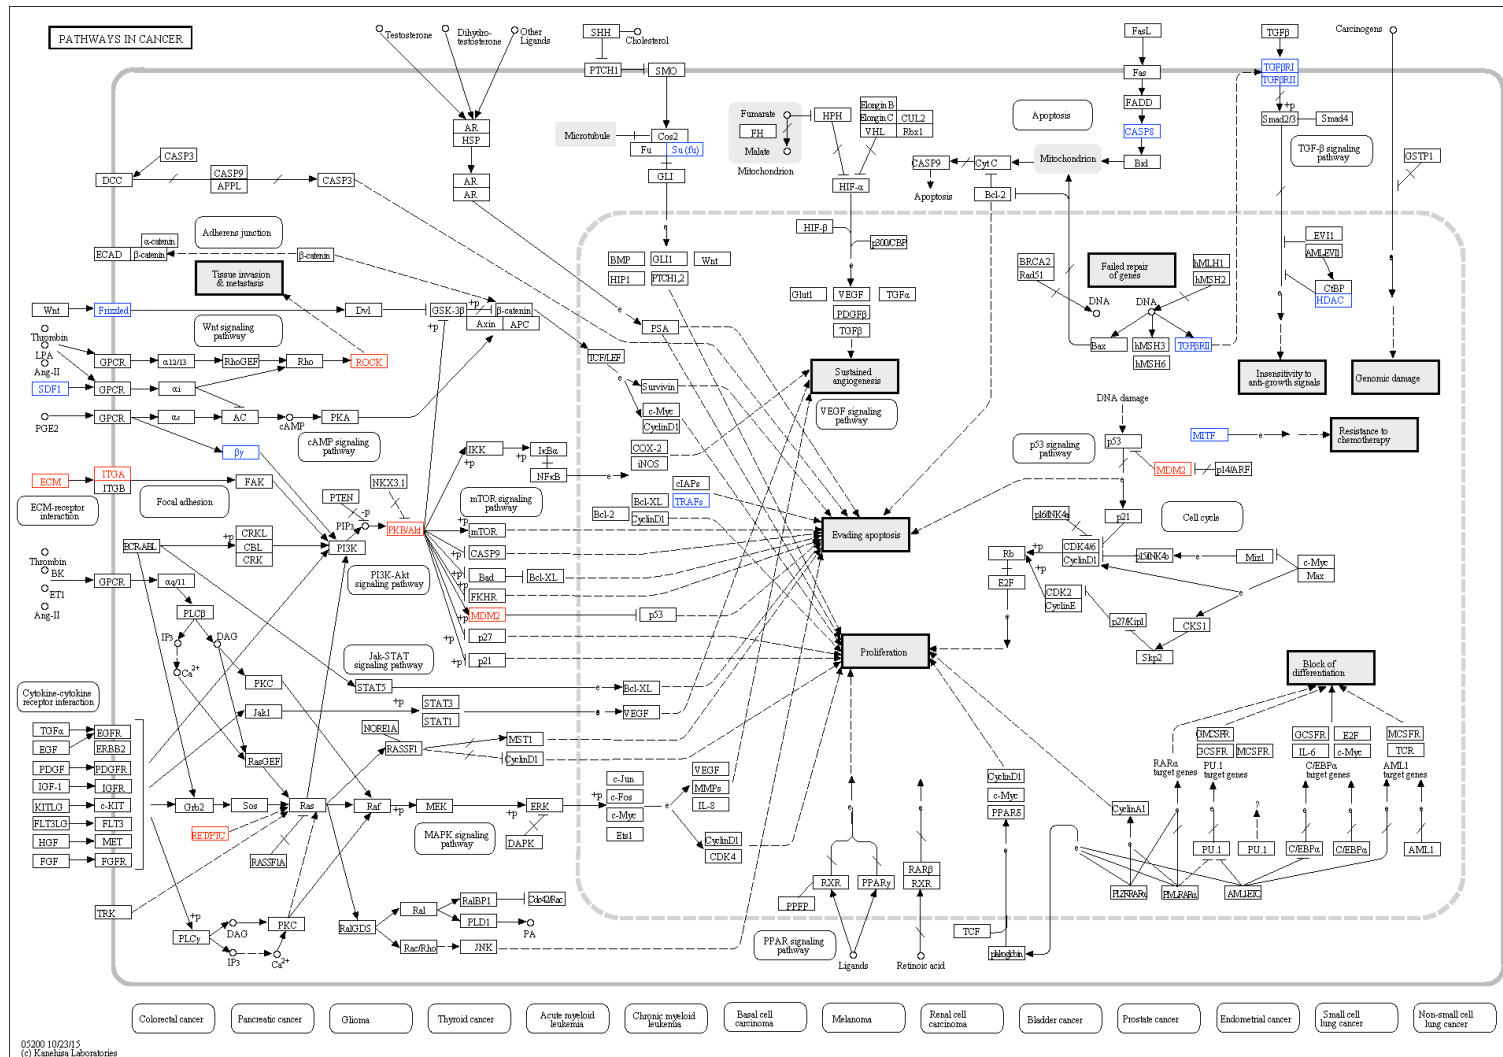 PATHWAYS IN CANCER
Testosterone
Dihydro-
testosterone
Other
Ligands
SHH
Cholesterol
PTCH1
SMO
FasL
Fas
FADD
CASP8
Bid
TGFβ
TGFβRI
TGFβRII
+p
Smad2/3
Smad4
Carcinogens
AR
HSP
AR
AR
Microtubule
Cos2
Fu
Su (fu)
GLI
Fumarate
FH
Malate
Mitochondrion
HPH
Elongin B
Elongin C
CUL2
VHL
Rbx1
Apoptosis
CASP9
Cyt C
Mitochondrion
Apoptosis
Bcl-2
HIF-α
TGF-β signaling
pathway
GSTP1
CASP3
DCC
CASP9
APPL
CASP3
Adherens junction
α-catenin
ECAD
β-catenin
β-catenin
Tissue invasion
& metastasis
e
BMP
GLI1
Wnt
HIP1
PTCH1,2
HIF-β
p300/CBP
e
Glut1
VEGF
TGFα
PDGFβ
TGFβ
BRCA2
Rad51
DNA
Failed repair
of genes
hMLH1
hMSH2
DNA
Bax
hMSH3
hMSH6
TGFβRII
EVI1
AML-EVI1
CtBP
HDAC
e
e
Wnt
Frizzled
Dvl
GSK-3β
+p
+p
β-catenin
Axin
APC
Wnt signaling
pathway
Thrombin
LPA
Ang-II
GPCR
α12/13
RhoGEF
Rho
ROCK
SDF1
GPCR
αi
GPCR
αs
AC
cAMP
PKA
PGE2
cAMP signaling
pathway
βγ
e
PSA
TCF/LEF
e
Survivin
c-Myc
CyclinD1
Sustained
angiogenesis
VEGF signaling
pathway
Insensitivity to
anti-growth signals
Genomic damage
DNA damage
p53
p53 signaling
pathway
MITF
e
Resistance to
chemotherapy
MDM2
p14/ARF
e
p21
ECM
ITGA
ITGB
FAK
Focal adhesion
ECM-receptor
interaction
NKX3.1
PTEN
-p
PIP3
PKB/Akt
+p
IKK
+p
IκBα
NFκB
e
COX-2
iNOS
mTOR signaling
pathway
cIAPs
Bcl-XL
TRAFs
Bcl-2
CyclinD1
Evading apoptosis
p16INK4a
Cell cycle
BCR-ABL
+p
CRKL
CBL
CRK
PI3K
PI3K-Akt
signaling pathway
+p
mTOR
+p
CASP9
+p
Bad
Bcl-XL
+p
FKHR
+p
MDM2
p53
+p
p27
+p
p21
Rb
+p
CDK4/6
CyclinD1
p15INK4b
e
Miz1
c-Myc
Max
E2F
+p
e
CDK2
CyclinE
p27/Kip1
e
CKS1
Skp2
Thrombin
BK
ET1
Ang-II
GPCR
αq/11
PLCβ
IP3
DAG
Ca2+
PKC
Jak-STAT
signaling pathway
STAT5
+p
e
Bcl-XL
Jak1
STAT3
STAT1
e
VEGF
Proliferation
Block of
differentiation
Cytokine-cytokine
receptor interaction
TGFα
EGFR
EGF
ERBB2
PDGF
PDGFR
IGF-1
IGFR
KITLG
c-KIT
FLT3LG
FLT3
HGF
MET
FGF
FGFR
TRK
NORE1A
RASSF1
MST1
CyclinD1
RasGEF
Grb2
Sos
Ras
Raf
+p
MEK
+p
ERK
DAPK
MAPK signaling
pathway
RET/PTC
RASSF1A
+p
c-Jun
c-Fos
c-Myc
Ets1
e
VEGF
MMPs
IL-8
CyclinD1
CDK4
CyclinD1
c-Myc
PPARδ
e
CyclinA1
e
RARα
target genes
GMCSFR
GCSFR
MCSFR
PU.1
target genes
GCSFR
E2F
IL-6
c-Myc
C/EBPα
target genes
MCSFR
TCR
AML1
target genes
e
e
?
e
e
e
e
PU.1
PU.1
C/EBPα
C/EBPα
AML1
PLZF-RARα
PML-RARα
AML1-ETO
RXR
PPARγ
PPFP
RARβ
RXR
PPAR signaling
pathway
Ligands
Retinoic acid
TCF
γ-catenin
+p
PLCγ
DAG
IP3
PKC
Ca2+
RalGDS
Ral
RalBP1
Cdc42/Rac
PLD1
PA
Rac/Rho
JNK
Colorectal cancer
Pancreatic cancer
Glioma
Thyroid cancer
Acute myeloid
leukemia
Chronic myeloid
leukemia
Basal cell
carcinoma
Melanoma
Renal cell
carcinoma
Bladder cancer
Prostate cancer
Endometrial cancer
Small cell
lung cancer
Non-small cell
lung cancer
05200 10/23/15
(c) Kanehisa Laboratories